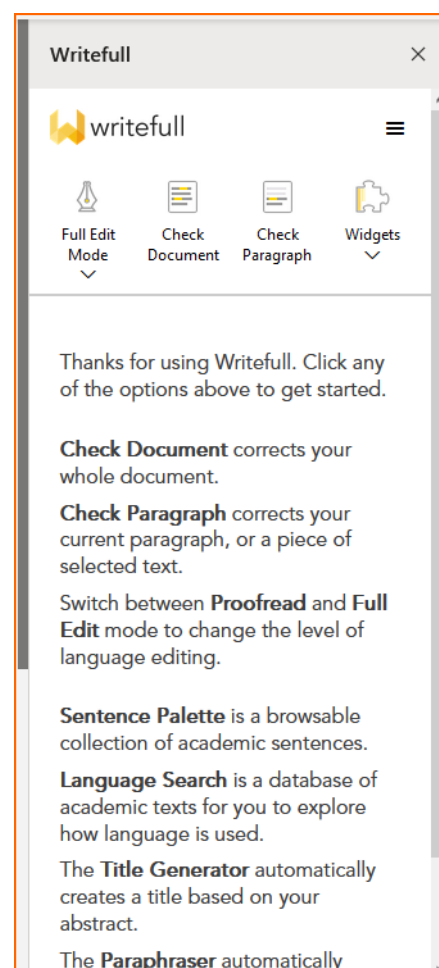 Writefull
writefull
Full Edit Mode
Check Document
Check Paragraph
Widgets
Thanks for using Writefull. Click any
of the options above to get started.
Check Document corrects your
whole document.
Check Paragraph corrects your
current paragraph, or a piece of
selected text.
Switch between Proofread and Full
Edit mode to change the level of
language editing.
Sentence Palette is a browsable
collection of academic sentences.
Language Search is a database of
academic texts for you to explore
how language is used.
The Title Generator automatically
creates a title based on your
abstract.
The Paraphraser automatically